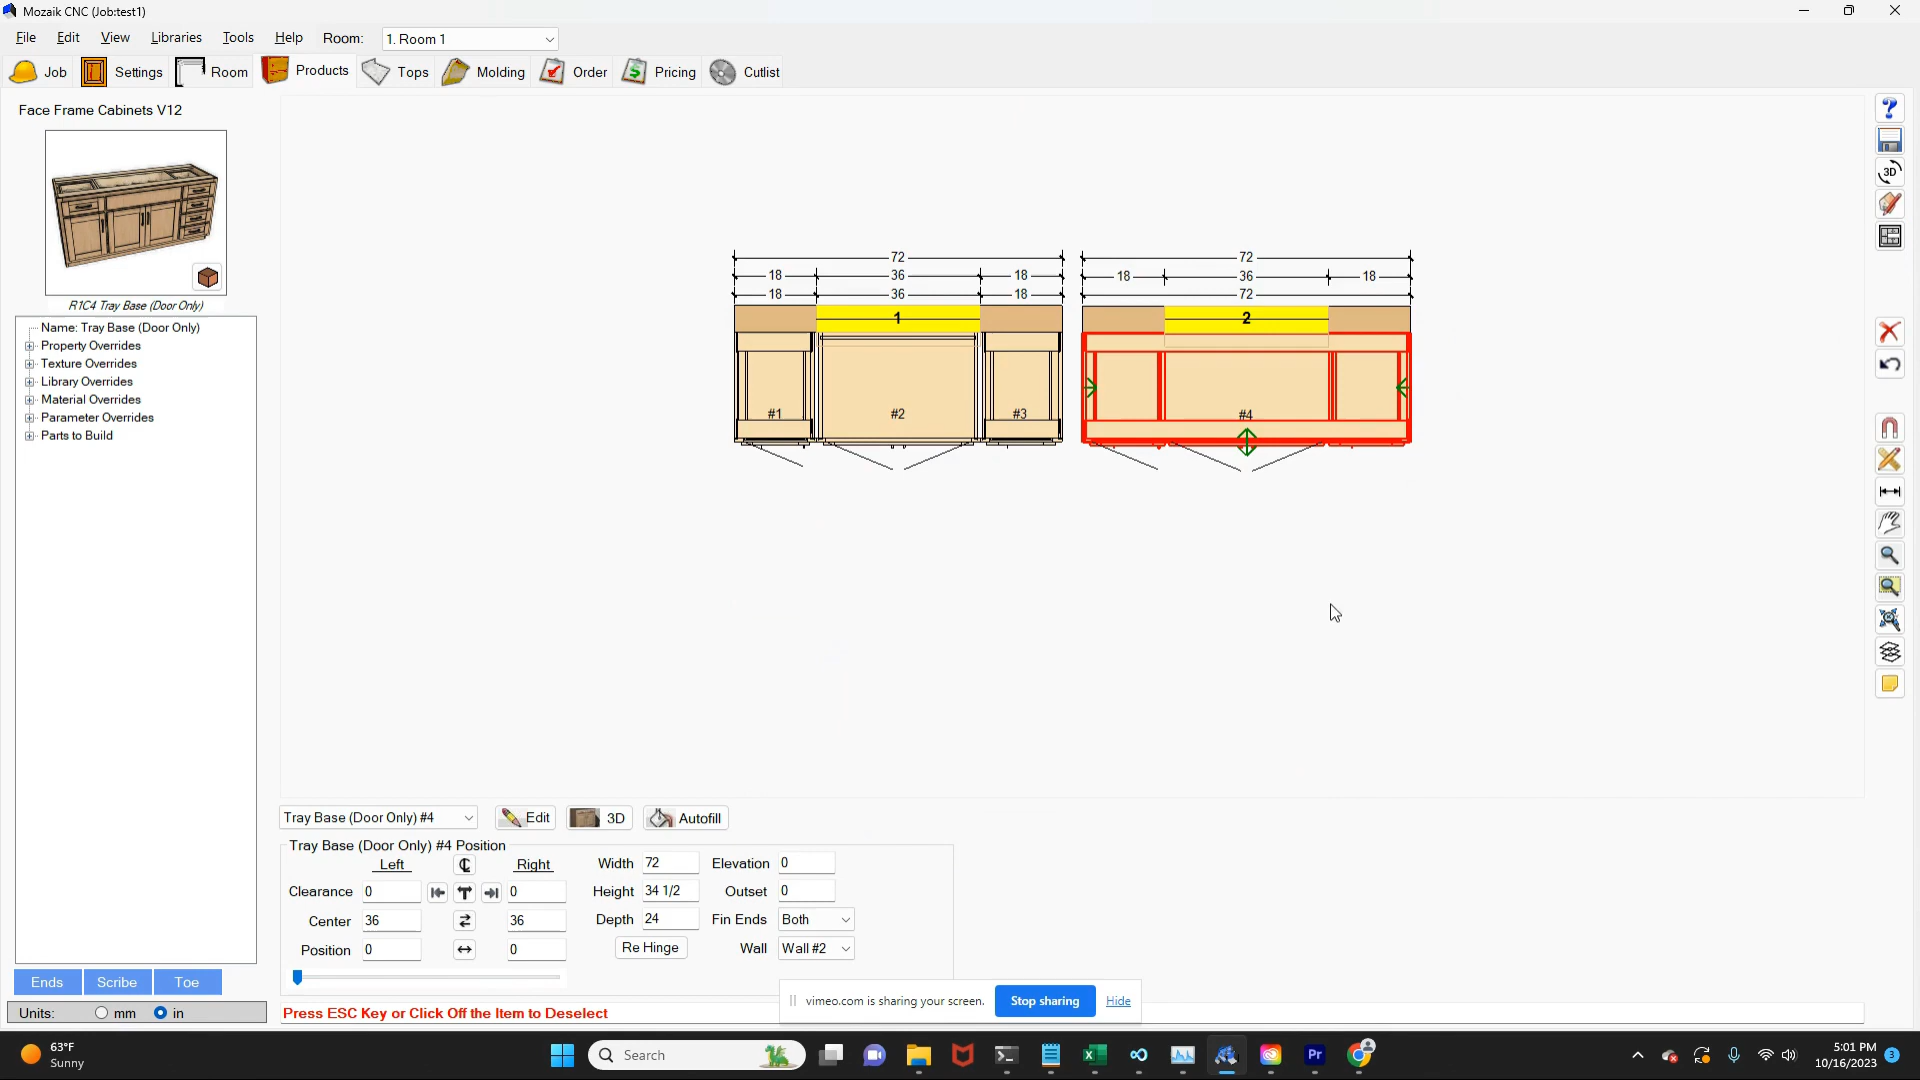 Mozaik CNC (Job:test1)
File Edit View Libraries Tools Help Room: 1. Room 1
Job Settings Room Products Tops Molding Order Pricing Cutlist
Face Frame Cabinets V12
R1C4 Tray Base (Door Only)
Name: Tray Base (Door Only)
Property Overrides
Texture Overrides
Library Overrides
Material Overrides
Parameter Overrides
Parts to Build
Ends Scribe Toe
Units: mm in
72 72
18 36 18 18 36 18
18 36 18 72
1 2
#1 #2 #3 #4
3D
Tray Base (Door Only) #4 Edit 3D Autofill
Tray Base (Door Only) #4 Position
Left Right Width 72 Elevation 0
Clearance 0 0 Height 34 1/2 Outset 0
Center 36 36 Depth 24 Fin Ends Both
Position 0 0 Re Hinge Wall Wall #2
vimeo.com is sharing your screen. Stop sharing Hide
Press ESC Key or Click Off the Item to Deselect
63°F
Sunny
Search
Pr
5:01 PM
10/16/2023
3